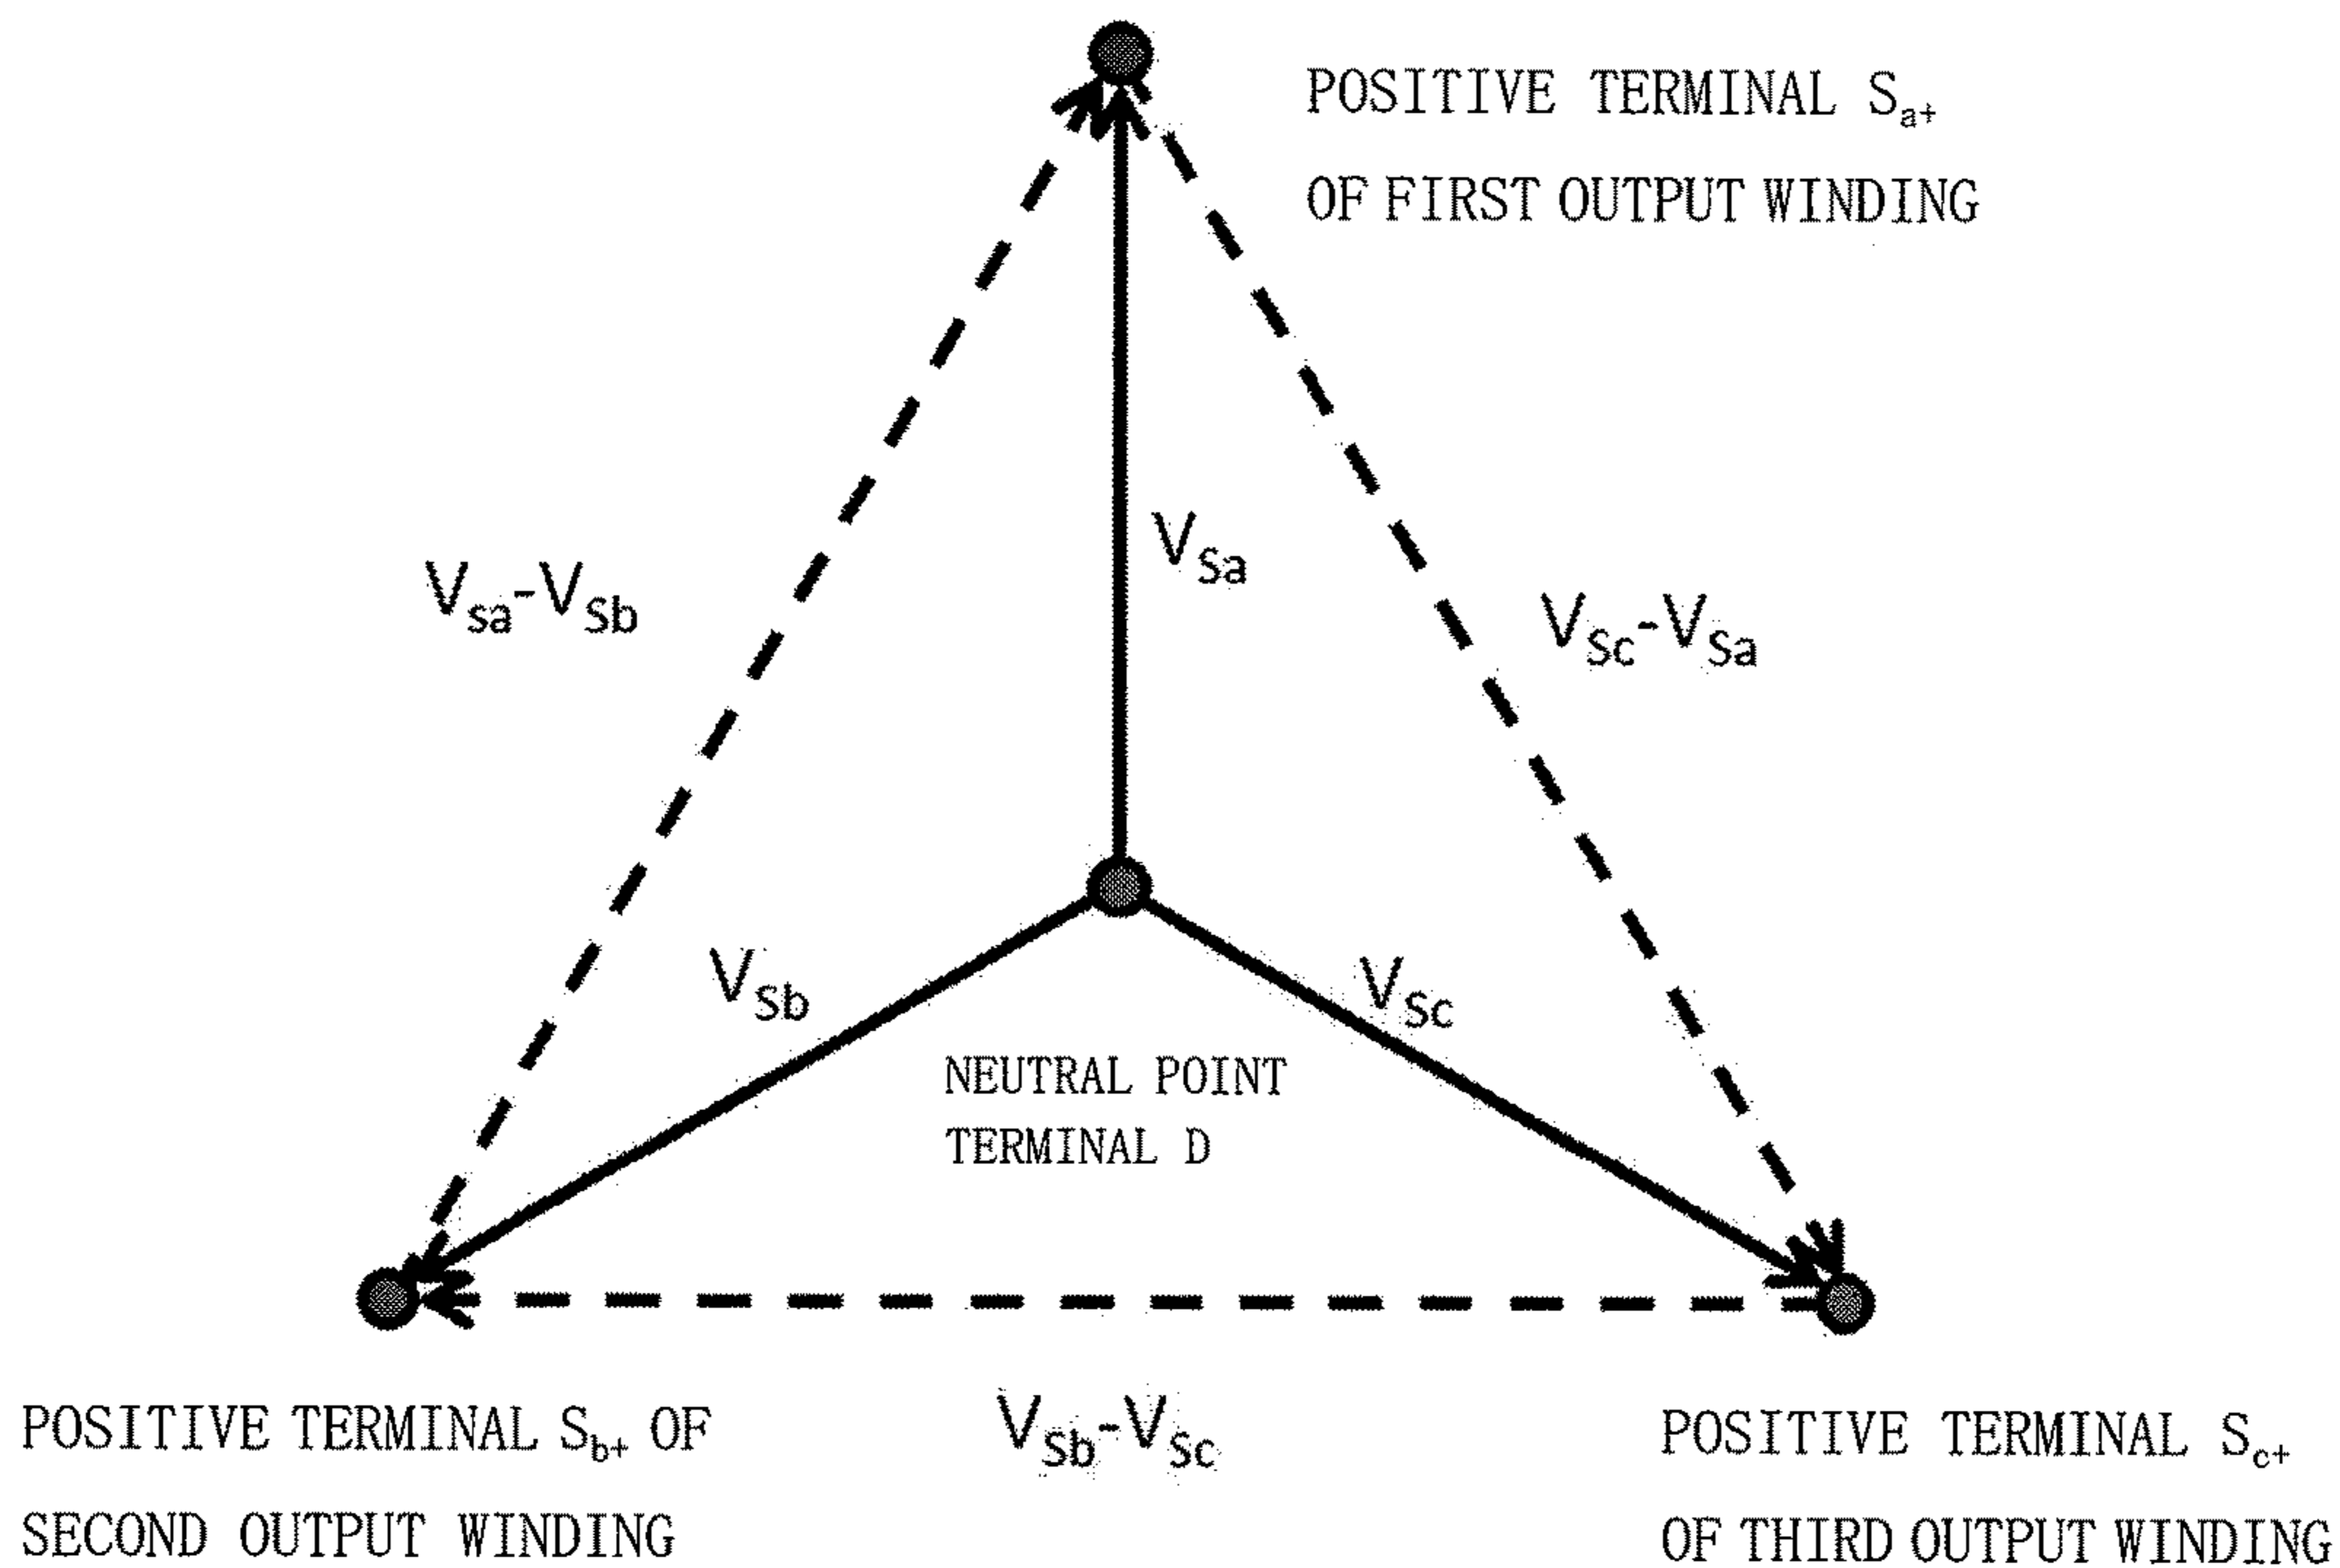 POSITIVE TERMINAL Sa+
OF FIRST OUTPUT WINDING
VSa
Vsa-VSb
VSc-VSa
VSb
VSc
NEUTRAL POINT
TERMINAL D
VSb-VSc
POSITIVE TERMINAL Sb+ OF
SECOND OUTPUT WINDING
POSITIVE TERMINAL Sc+
OF THIRD OUTPUT WINDING